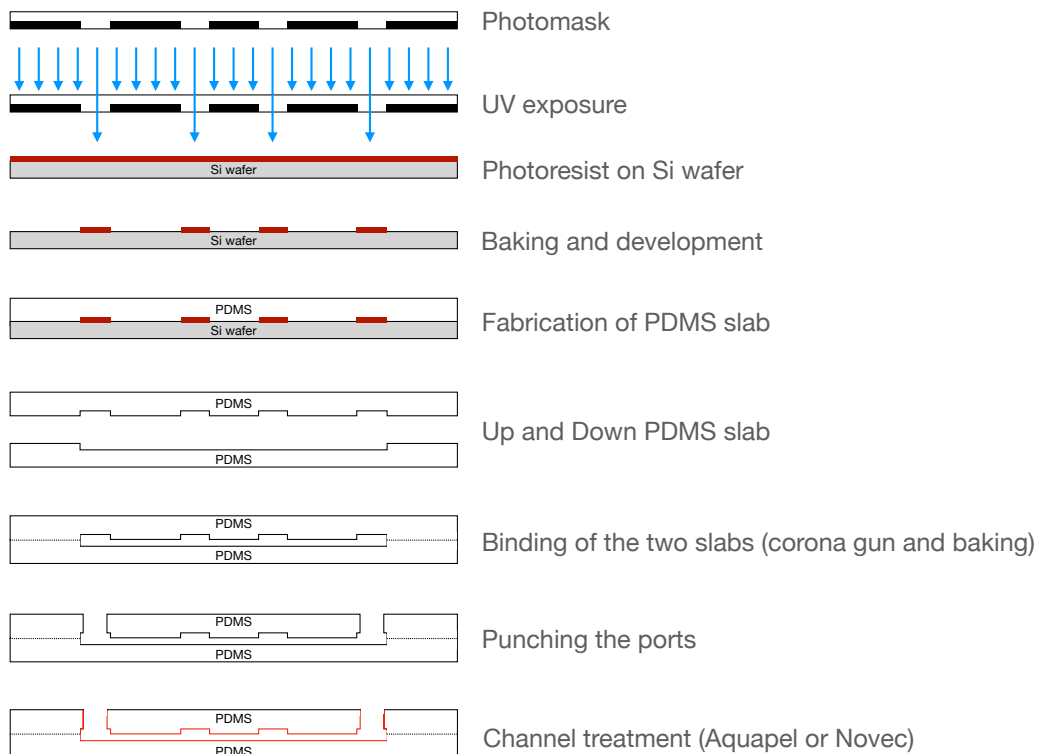 Photomask
UV exposure
Si wafer
Photoresist on Si wafer
Si wafer
Baking and development
PDMS
Si wafer
Fabrication of PDMS slab
PDMS
Up and Down PDMS slab
PDMS
PDMS
Binding of the two slabs (corona gun and baking)
PDMS
PDMS
Punching the ports
PDMS
PDMS
Channel treatment (Aquapel or Novec)
PDMS